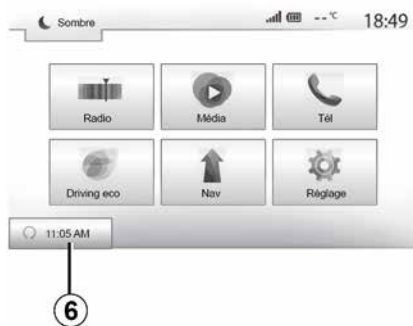 Sombre
--°C
18:49
Radio
Média
Tél
Driving eco
Nav
Réglage
11:05 AM
6